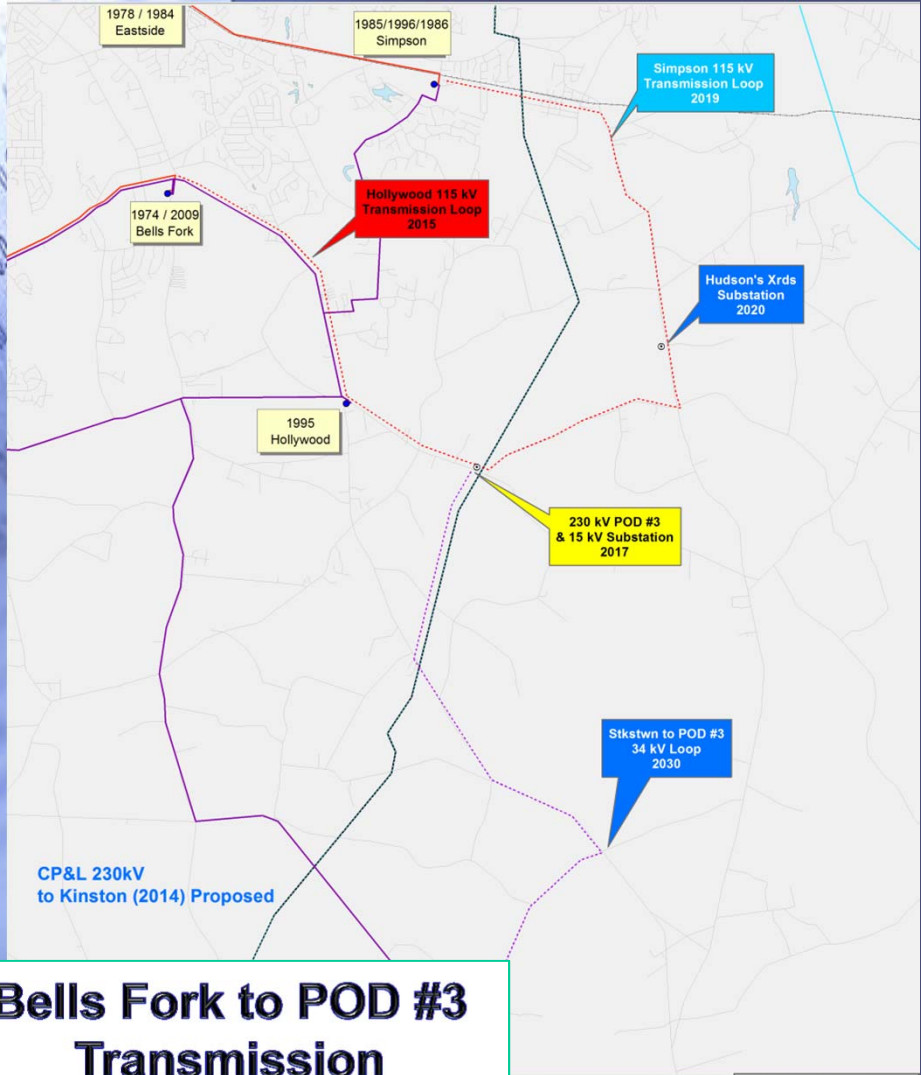 1978 / 1984
Eastside
1985/1996/1986
Simpson
Simpson 115 kV
Transmission Loop
2019
Hollywood 115 kV
Transmission Loop
2015
1974 / 2009
Bells Fork
Hudson's Xrds
Substation
2020
1995
Hollywood
230 kV POD #3
& 15 kV Substation
2017
Stkstwn to POD #3
34 kV Loop
2030
CP&L 230kV
to Kinston (2014) Proposed
Bells Fork to POD #3
Transmission